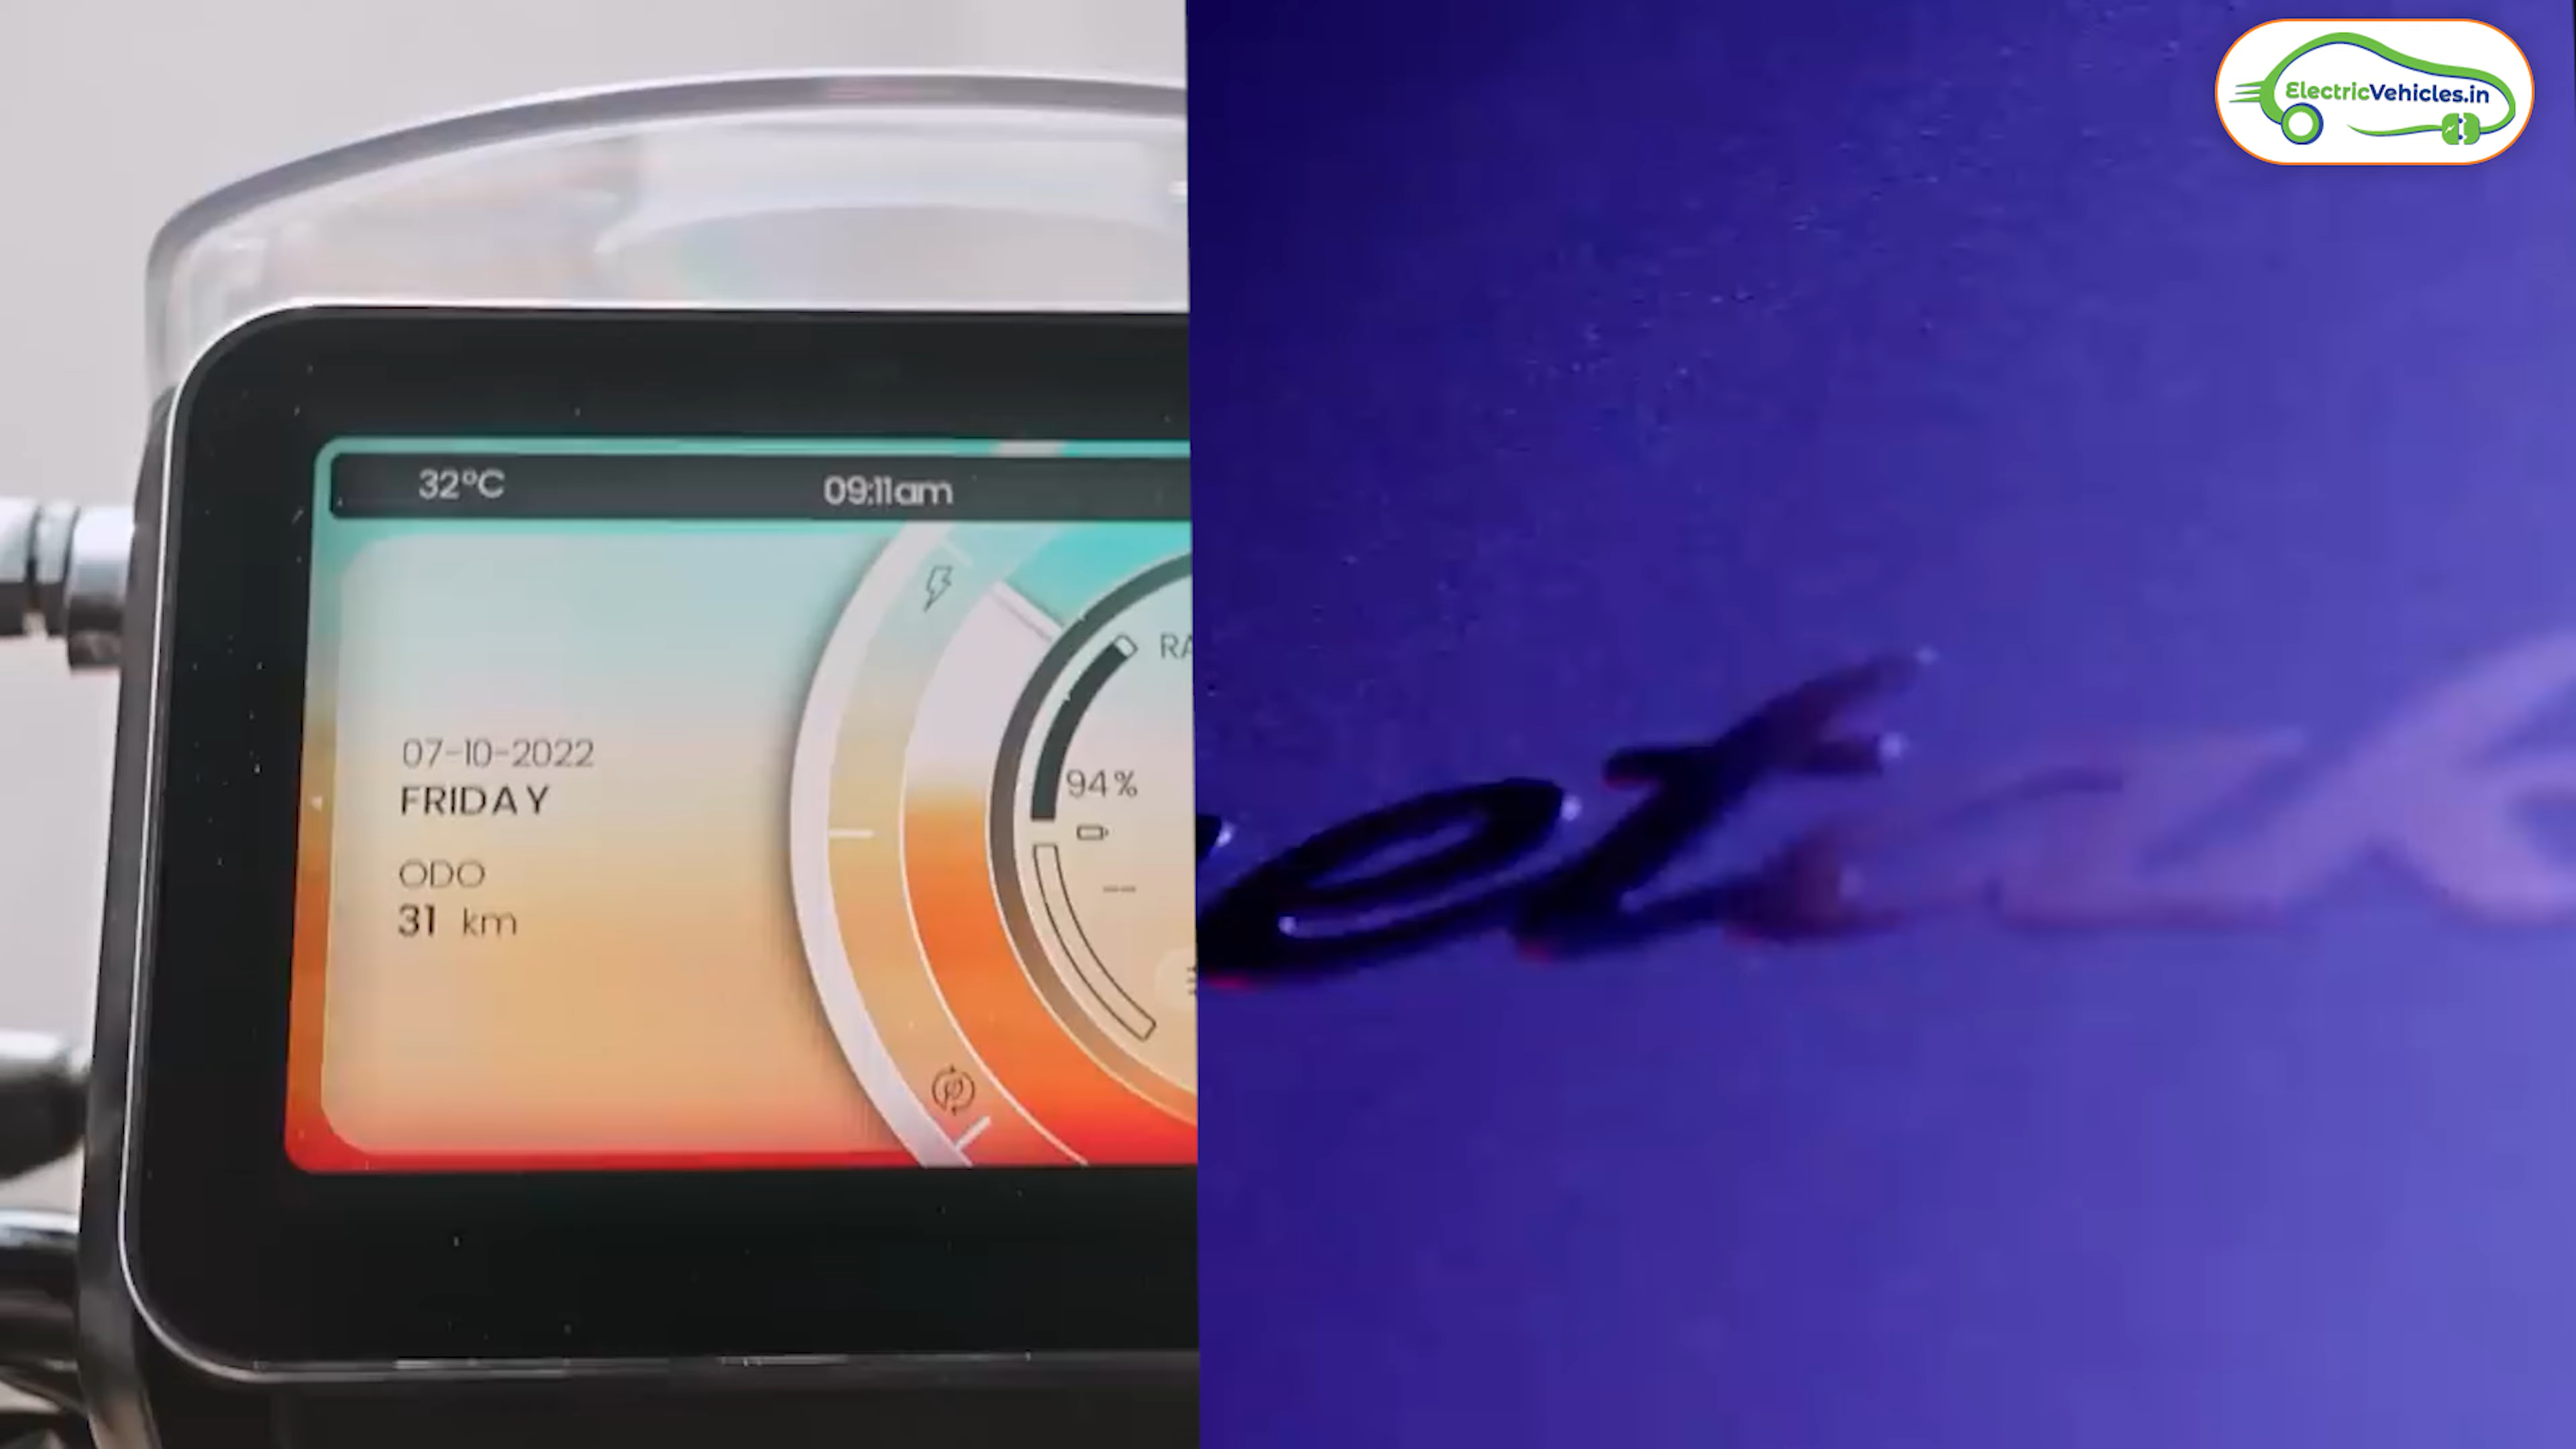 ElectricVehicles.in
32°C
09:11am
07-10-2022
FRIDAY
ODO
31 km
94%
--